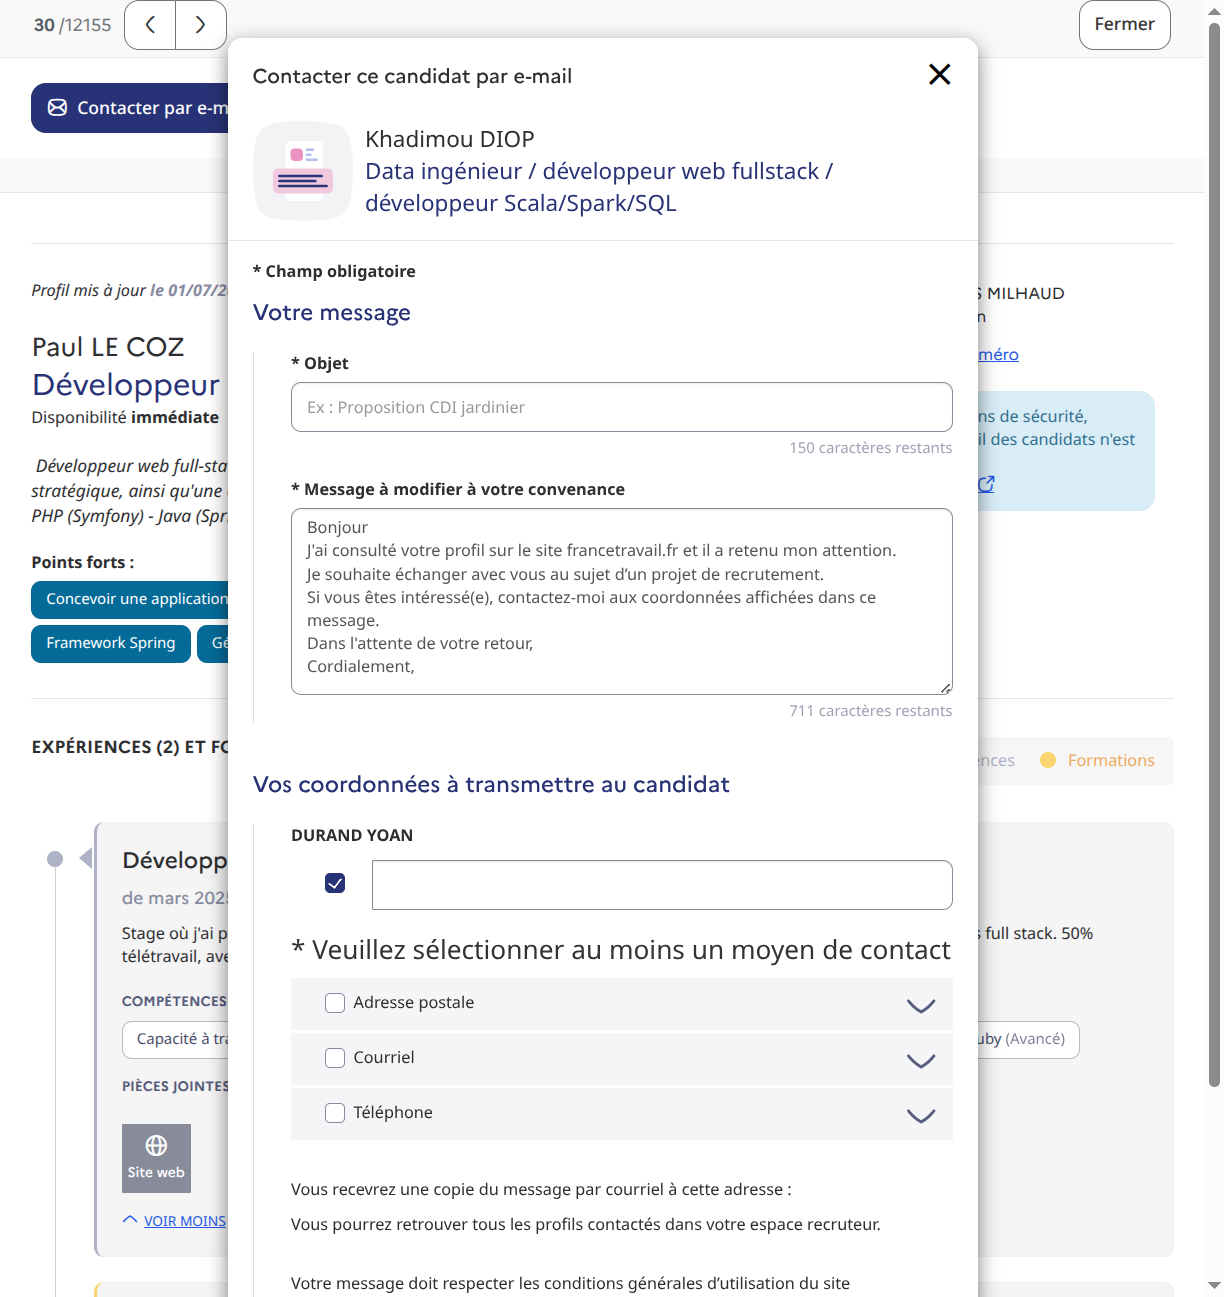 30 /12155
Fermer
Contacter par e-m
Contacter ce candidat par e-mail
Khadimou DIOP
Data ingénieur / développeur web fullstack /
développeur Scala/Spark/SQL
* Champ obligatoire
Votre message
* Objet
Ex : Proposition CDI jardinier
150 caractères restants
* Message à modifier à votre convenance
Bonjour
J'ai consulté votre profil sur le site francetravail.fr et il a retenu mon attention.
Je souhaite échanger avec vous au sujet d’un projet de recrutement.
Si vous êtes intéressé(e), contactez-moi aux coordonnées affichées dans ce
message.
Dans l'attente de votre retour,
Cordialement,
711 caractères restants
Vos coordonnées à transmettre au candidat
DURAND YOAN
* Veuillez sélectionner au moins un moyen de contact
Adresse postale
Courriel
Téléphone
Vous recevrez une copie du message par courriel à cette adresse :
Vous pourrez retrouver tous les profils contactés dans votre espace recruteur.
Votre message doit respecter les conditions générales d’utilisation du site
Profil mis à jour le 01/07/2
Paul LE COZ
Développeur
Disponibilité immédiate
Développeur web full-sta
stratégique, ainsi qu'une
PHP (Symfony) - Java (Spr
Points forts :
Concevoir une application
Framework Spring
Gé
EXPÉRIENCES (2) ET FO
Développ
de mars 2025
Stage où j'ai p
télétravail, ave
COMPÉTENCES
Capacité à tra
PIÈCES JOINTES
Site web
VOIR MOINS
S MILHAUD
n
méro
ns de sécurité,
il des candidats n'est
ences
Formations
s full stack. 50%
uby (Avancé)